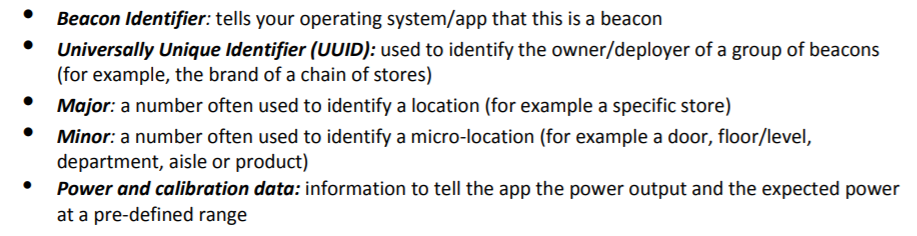 • Beacon Identifier: tells your operating system/app that this is a beacon
• Universally Unique Identifier (UUID): used to identify the owner/deployer of a group of beacons
(for example, the brand of a chain of stores)
• Major: a number often used to identify a location (for example a specific store)
• Minor: a number often used to identify a micro-location (for example a door, floor/level,
department, aisle or product)
• Power and calibration data: information to tell the app the power output and the expected power
at a pre-defined range